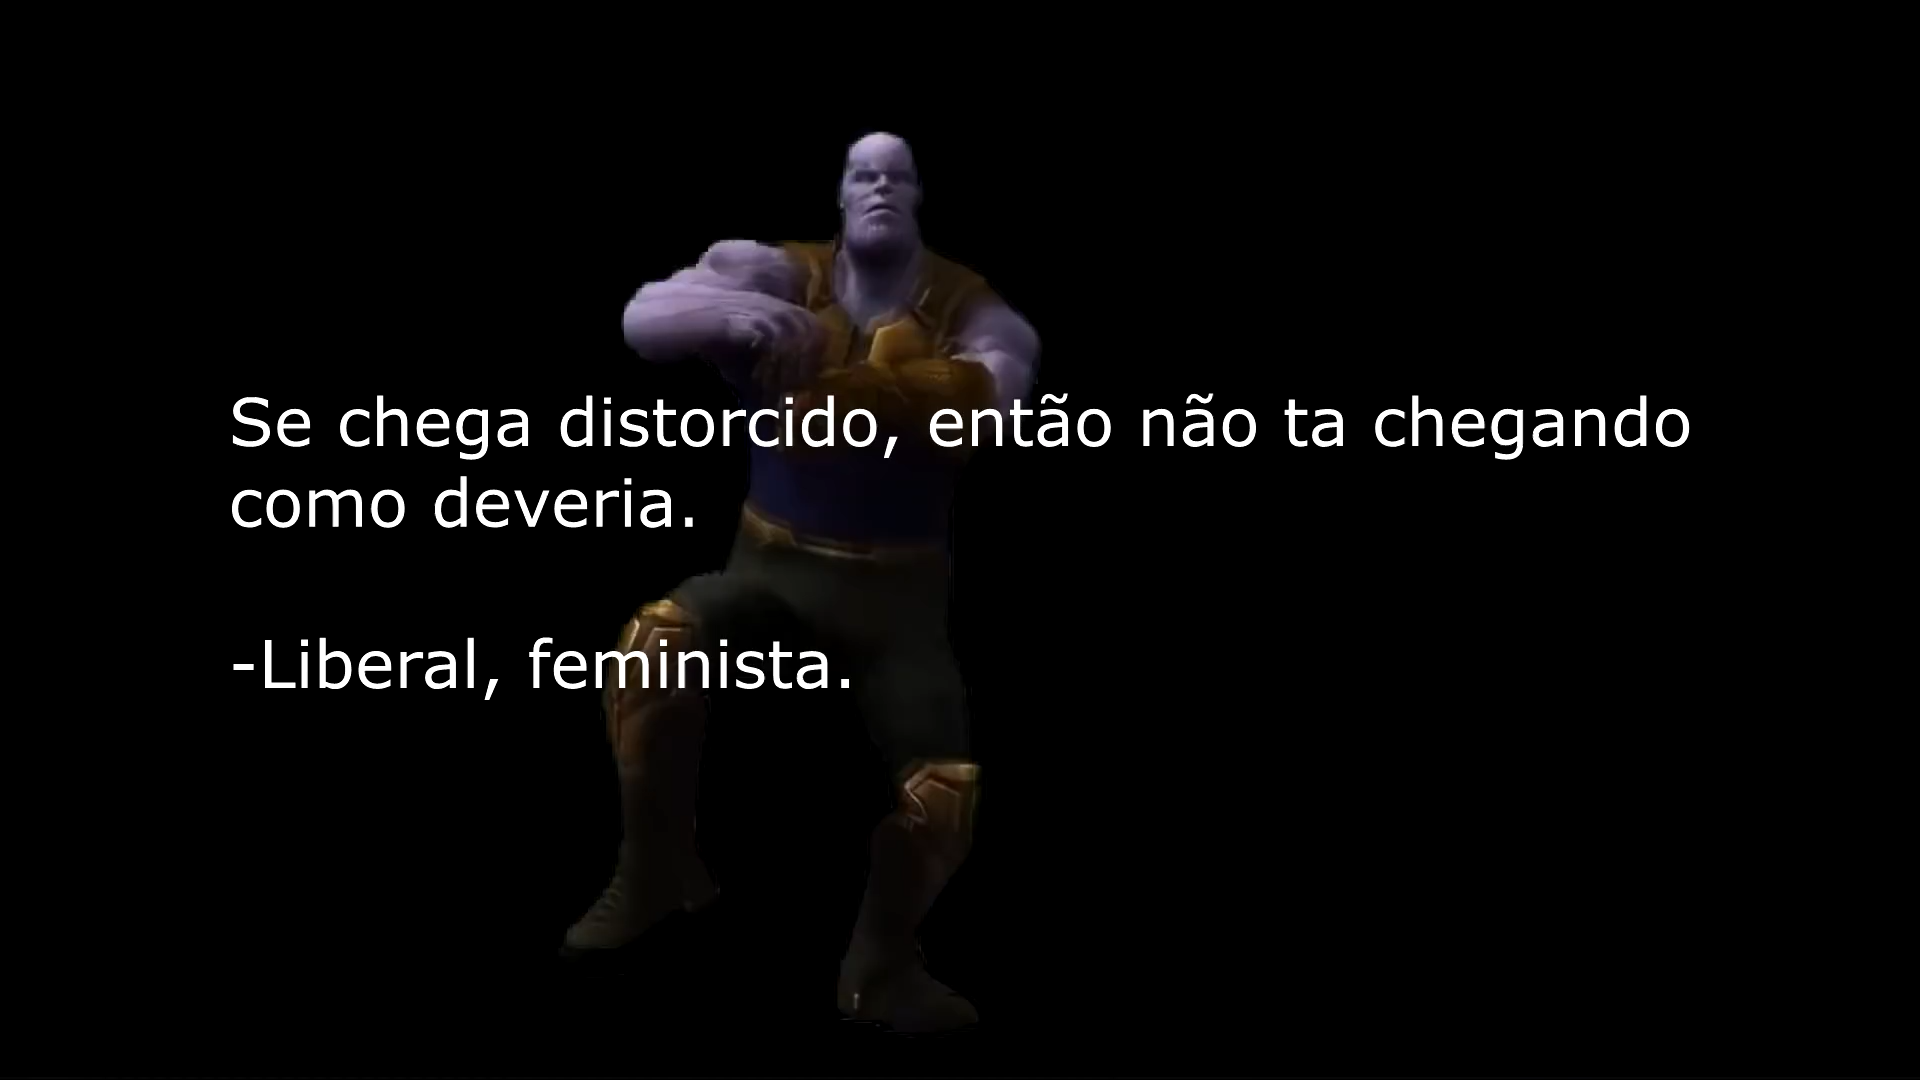 Se chega distorcido, então não ta chegando
como deveria.
-Liberal, feminista.